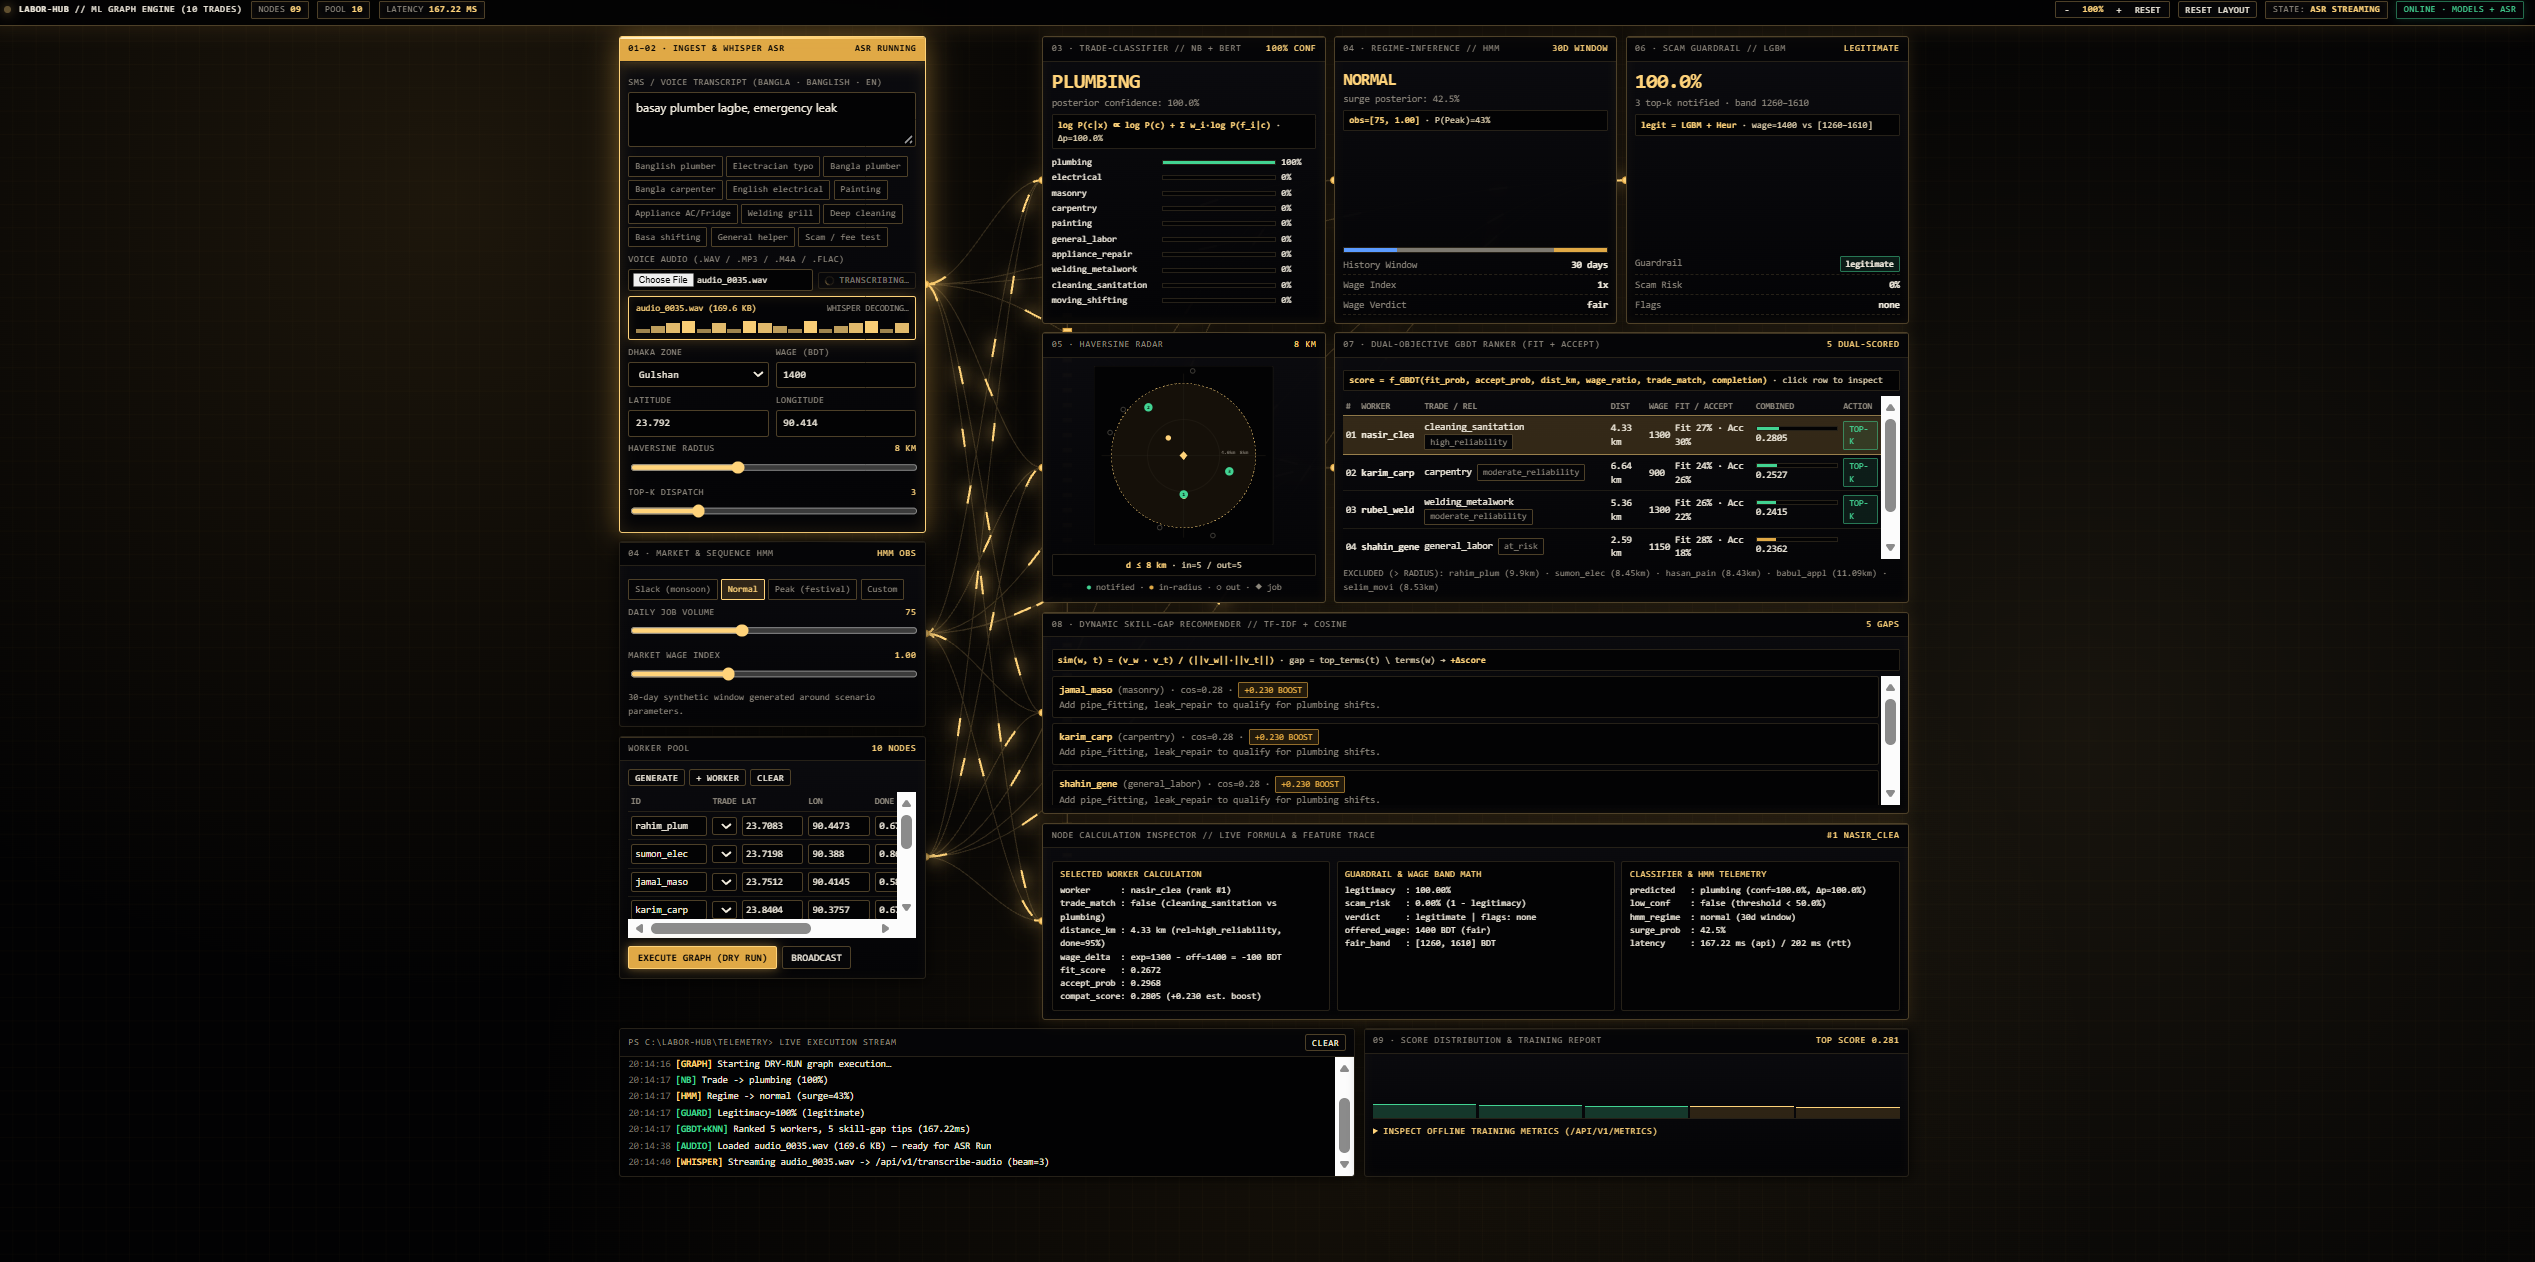 LABOR-HUB // ML GRAPH ENGINE (10 TRADES) NODES 09 POOL 10 LATENCY 167.22 MS
- 100% + RESET RESET LAYOUT STATE: ASR STREAMING ONLINE · MODELS + ASR
01-02 · INGEST & WHISPER ASR ASR RUNNING
SMS / VOICE TRANSCRIPT (BANGLA · BANGLISH · EN)
basay plumber lagbe, emergency leak
Banglish plumber Electracian typo Bangla plumber
Bangla carpenter English electrical Painting
Appliance AC/Fridge Welding grill Deep cleaning
Basa shifting General helper Scam / fee test
VOICE AUDIO (.WAV / .MP3 / .M4A / .FLAC)
Choose File audio_0035.wav TRANSCRIBING…
audio_0035.wav (169.6 KB) WHISPER DECODING…
DHAKA ZONE WAGE (BDT)
Gulshan 1400
LATITUDE LONGITUDE
23.792 90.414
HAVERSINE RADIUS 8 KM
TOP-K DISPATCH 3
04 · MARKET & SEQUENCE HMM HMM OBS
Slack (monsoon) Normal Peak (festival) Custom
DAILY JOB VOLUME 75
MARKET WAGE INDEX 1.00
30-day synthetic window generated around scenario
parameters.
WORKER POOL 10 NODES
GENERATE + WORKER CLEAR
ID TRADE LAT LON DONE
rahim_plum 23.7083 90.4473
sumon_elec 23.7198 90.388
jamal_maso 23.7512 90.4145
karim_carp 23.8404 90.3757
EXECUTE GRAPH (DRY RUN) BROADCAST
03 · TRADE-CLASSIFIER // NB + BERT 100% CONF
PLUMBING
posterior confidence: 100.0%
log P(c|x) ∝ log P(c) + Σ w_i·log P(f_i|c) ·
Δp=100.0%
plumbing 100%
electrical 0%
masonry 0%
carpentry 0%
painting 0%
general_labor 0%
appliance_repair 0%
welding_metalwork 0%
cleaning_sanitation 0%
moving_shifting 0%
04 · REGIME-INFERENCE // HMM 30D WINDOW
NORMAL
surge posterior: 42.5%
obs=[75, 1.00] · P(Peak)=43%
History Window 30 days
Wage Index 1x
Wage Verdict fair
06 · SCAM GUARDRAIL // LGBM LEGITIMATE
100.0%
3 top-k notified · band 1260–1610
legit = LGBM + Heur · wage=1400 vs [1260–1610]
Guardrail legitimate
Scam Risk 0%
Flags none
05 · HAVERSINE RADAR 8 KM
d ≤ 8 km · in=5 / out=5
● notified · ● in-radius · ○ out · ◆ job
07 · DUAL-OBJECTIVE GBDT RANKER (FIT + ACCEPT) 5 DUAL-SCORED
score = f_GBDT(fit_prob, accept_prob, dist_km, wage_ratio, trade_match, completion) · click row to inspect
# WORKER TRADE / REL DIST WAGE FIT / ACCEPT COMBINED ACTION
01 nasir_clea cleaning_sanitation high_reliability 4.33 km 1300 Fit 27% · Acc 30% 0.2805 TOP-K
02 karim_carp carpentry moderate_reliability 6.64 km 900 Fit 24% · Acc 26% 0.2527 TOP-K
03 rubel_weld welding_metalwork moderate_reliability 5.36 km 1300 Fit 26% · Acc 22% 0.2415 TOP-K
04 shahin_gene general_labor at_risk 2.59 km 1150 Fit 28% · Acc 18% 0.2362
EXCLUDED (> RADIUS): rahim_plum (9.9km) · sumon_elec (8.45km) · hasan_pain (8.43km) · babul_appl (11.09km) ·
selim_movi (8.53km)
08 · DYNAMIC SKILL-GAP RECOMMENDER // TF-IDF + COSINE 5 GAPS
sim(w, t) = (v_w · v_t) / (||v_w||·||v_t||) · gap = top_terms(t) \ terms(w) → +Δscore
jamal_maso (masonry) · cos=0.28 · +0.230 BOOST
Add pipe_fitting, leak_repair to qualify for plumbing shifts.
karim_carp (carpentry) · cos=0.28 · +0.230 BOOST
Add pipe_fitting, leak_repair to qualify for plumbing shifts.
shahin_gene (general_labor) · cos=0.28 · +0.230 BOOST
Add pipe_fitting, leak_repair to qualify for plumbing shifts.
NODE CALCULATION INSPECTOR // LIVE FORMULA & FEATURE TRACE #1 NASIR_CLEA
SELECTED WORKER CALCULATION
worker : nasir_clea (rank #1)
trade_match : false (cleaning_sanitation vs
plumbing)
distance_km : 4.33 km (rel=high_reliability,
done=95%)
wage_delta : exp=1300 - off=1400 = -100 BDT
fit_score : 0.2672
accept_prob : 0.2968
compat_score: 0.2805 (+0.230 est. boost)
GUARDRAIL & WAGE BAND MATH
legitimacy : 100.00%
scam_risk : 0.00% (1 - legitimacy)
verdict : legitimate | flags: none
offered_wage: 1400 BDT (fair)
fair_band : [1260, 1610] BDT
CLASSIFIER & HMM TELEMETRY
predicted : plumbing (conf=100.0%, Δp=100.0%)
low_conf : false (threshold < 50.0%)
hmm_regime : normal (30d window)
surge_prob : 42.5%
latency : 167.22 ms (api) / 202 ms (rtt)
PS C:\LABOR-HUB\TELEMETRY> LIVE EXECUTION STREAM CLEAR
20:14:16 [GRAPH] Starting DRY-RUN graph execution…
20:14:17 [NB] Trade -> plumbing (100%)
20:14:17 [HMM] Regime -> normal (surge=43%)
20:14:17 [GUARD] Legitimacy=100% (legitimate)
20:14:17 [GBDT+KNN] Ranked 5 workers, 5 skill-gap tips (167.22ms)
20:14:38 [AUDIO] Loaded audio_0035.wav (169.6 KB) — ready for ASR Run
20:14:40 [WHISPER] Streaming audio_0035.wav -> /api/v1/transcribe-audio (beam=3)
09 · SCORE DISTRIBUTION & TRAINING REPORT TOP SCORE 0.281
▶ INSPECT OFFLINE TRAINING METRICS (/API/V1/METRICS)